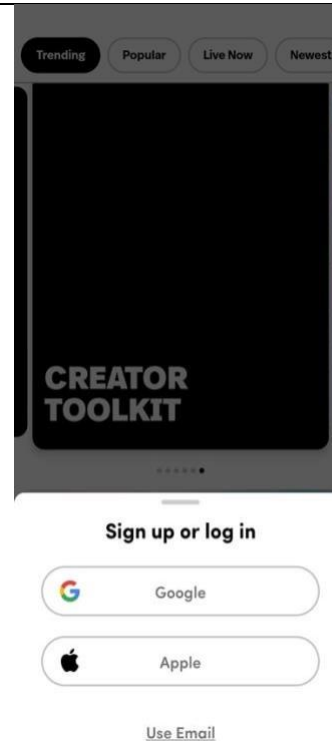 Trending Popular Live Now Newest
CREATOR
TOOLKIT
Sign up or log in
Google
Apple
Use Email